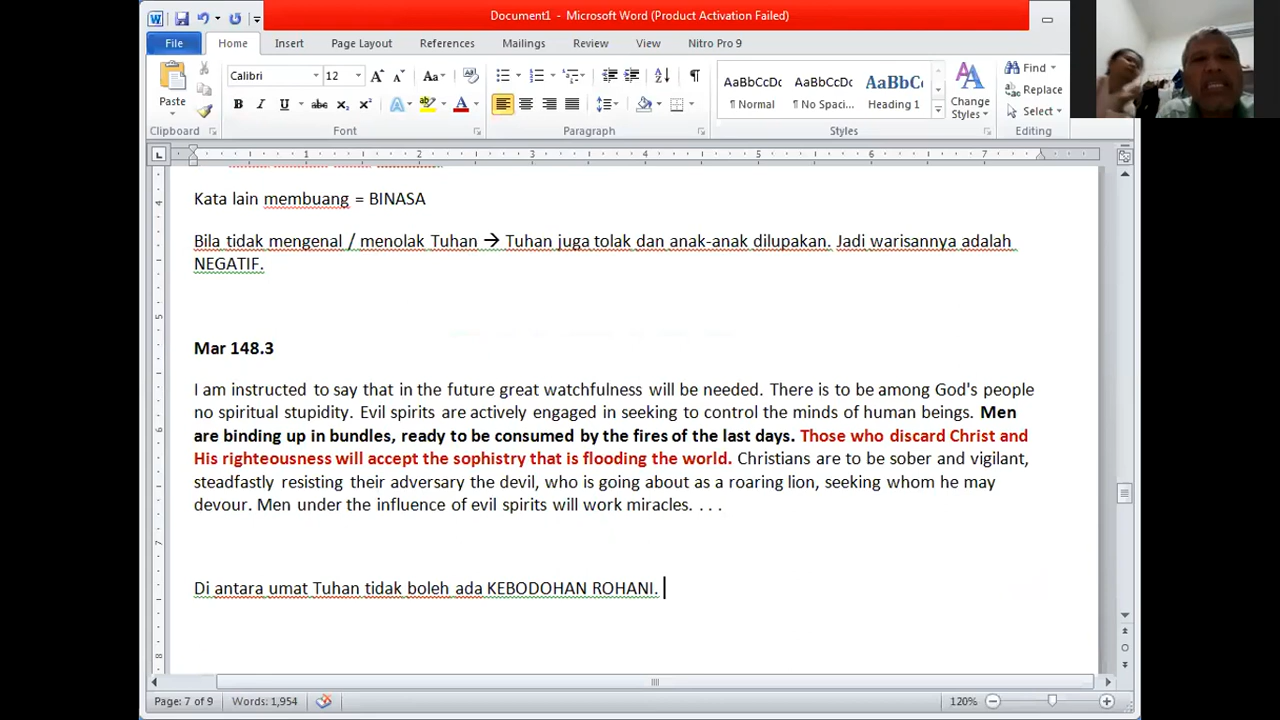 Document1 - Microsoft Word (Product Activation Failed)
File Home Insert Page Layout References Mailings Review View Nitro Pro 9
Calibri 12
Paste
Clipboard Font Paragraph Styles Editing
AaBbCcDc AaBbCcDc AaBbC
¶ Normal ¶ No Spaci... Heading 1
Change Styles
Find
Replace
Select
1 2 3 4 5 6 7
Kata lain membuang = BINASA
Bila tidak mengenal / menolak Tuhan → Tuhan juga tolak dan anak-anak dilupakan. Jadi warisannya adalah
NEGATIF.
Mar 148.3
I am instructed to say that in the future great watchfulness will be needed. There is to be among God's people
no spiritual stupidity. Evil spirits are actively engaged in seeking to control the minds of human beings. Men
are binding up in bundles, ready to be consumed by the fires of the last days. Those who discard Christ and
His righteousness will accept the sophistry that is flooding the world. Christians are to be sober and vigilant,
steadfastly resisting their adversary the devil, who is going about as a roaring lion, seeking whom he may
devour. Men under the influence of evil spirits will work miracles. . . .
Di antara umat Tuhan tidak boleh ada KEBODOHAN ROHANI.
Page: 7 of 9 Words: 1,954 120%